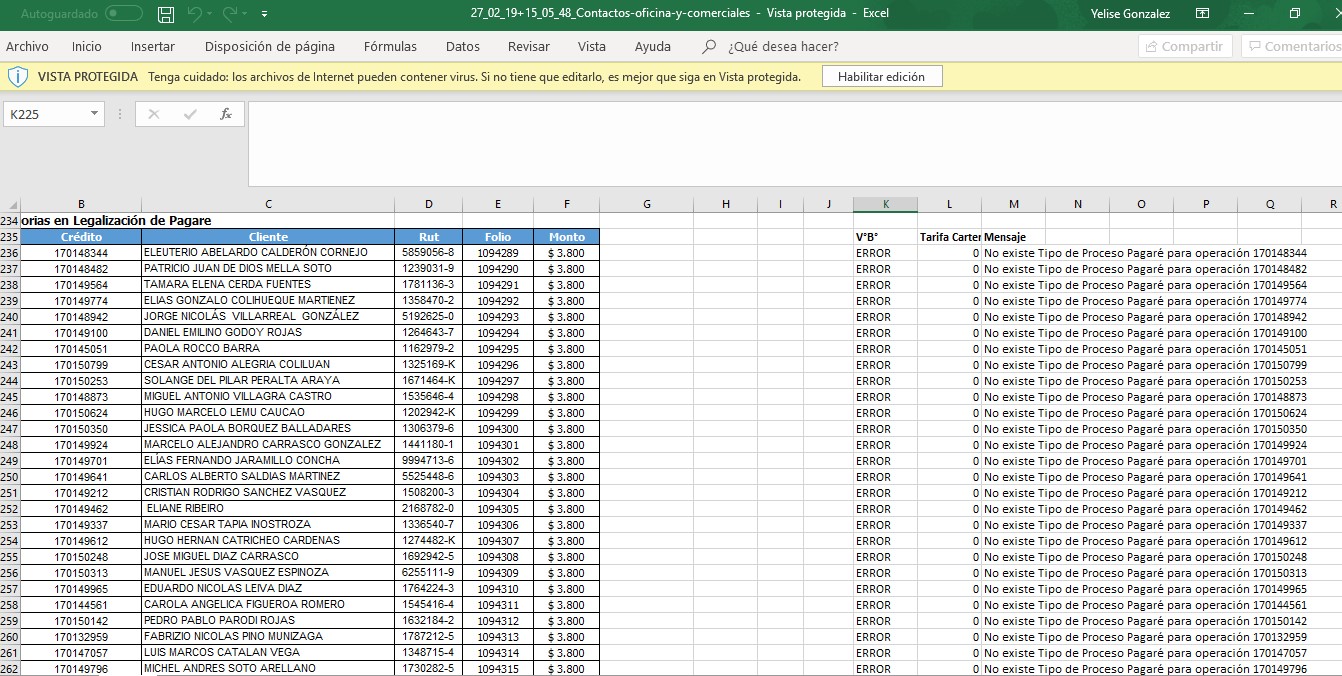 Autoguardado 27_02_19+15_05_48_Contactos-oficina-y-comerciales - Vista protegida - Excel Yelise Gonzalez
Archivo Inicio Insertar Disposición de página Fórmulas Datos Revisar Vista Ayuda ¿Qué desea hacer? Compartir Comentarios
VISTA PROTEGIDA Tenga cuidado: los archivos de Internet pueden contener virus. Si no tiene que editarlo, es mejor que siga en Vista protegida. Habilitar edición
K225 fx
B C D E F G H I J K L M N O P Q R
234 orias en Legalización de Pagare
235 Crédito Cliente Rut Folio Monto V°B° Tarifa Carter Mensaje
236 170148344 ELEUTERIO ABELARDO CALDERÓN CORNEJO 5859056-8 1094289 $ 3.800 ERROR 0 No existe Tipo de Proceso Pagaré para operación 170148344
237 170148482 PATRICIO JUAN DE DIOS MELLA SOTO 1239031-9 1094290 $ 3.800 ERROR 0 No existe Tipo de Proceso Pagaré para operación 170148482
238 170149564 TAMARA ELENA CERDA FUENTES 1781136-3 1094291 $ 3.800 ERROR 0 No existe Tipo de Proceso Pagaré para operación 170149564
239 170149774 ELIAS GONZALO COLIHUEQUE MARTIENEZ 1358470-2 1094292 $ 3.800 ERROR 0 No existe Tipo de Proceso Pagaré para operación 170149774
240 170148942 JORGE NICOLÁS VILLARREAL GONZÁLEZ 5192625-0 1094293 $ 3.800 ERROR 0 No existe Tipo de Proceso Pagaré para operación 170148942
241 170149100 DANIEL EMILINO GODOY ROJAS 1264643-7 1094294 $ 3.800 ERROR 0 No existe Tipo de Proceso Pagaré para operación 170149100
242 170145051 PAOLA ROCCO BARRA 1162979-2 1094295 $ 3.800 ERROR 0 No existe Tipo de Proceso Pagaré para operación 170145051
243 170150799 CESAR ANTONIO ALEGRIA COLILUAN 1325169-K 1094296 $ 3.800 ERROR 0 No existe Tipo de Proceso Pagaré para operación 170150799
244 170150253 SOLANGE DEL PILAR PERALTA ARAYA 1671464-K 1094297 $ 3.800 ERROR 0 No existe Tipo de Proceso Pagaré para operación 170150253
245 170148873 MIGUEL ANTONIO VILLAGRA CASTRO 1535646-4 1094298 $ 3.800 ERROR 0 No existe Tipo de Proceso Pagaré para operación 170148873
246 170150624 HUGO MARCELO LEMU CAUCAO 1202942-K 1094299 $ 3.800 ERROR 0 No existe Tipo de Proceso Pagaré para operación 170150624
247 170150350 JESSICA PAOLA BORQUEZ BALLADARES 1306379-6 1094300 $ 3.800 ERROR 0 No existe Tipo de Proceso Pagaré para operación 170150350
248 170149924 MARCELO ALEJANDRO CARRASCO GONZALEZ 1441180-1 1094301 $ 3.800 ERROR 0 No existe Tipo de Proceso Pagaré para operación 170149924
249 170149701 ELÍAS FERNANDO JARAMILLO CONCHA 9994713-6 1094302 $ 3.800 ERROR 0 No existe Tipo de Proceso Pagaré para operación 170149701
250 170149641 CARLOS ALBERTO SALDIAS MARTINEZ 5525448-6 1094303 $ 3.800 ERROR 0 No existe Tipo de Proceso Pagaré para operación 170149641
251 170149212 CRISTIAN RODRIGO SANCHEZ VASQUEZ 1508200-3 1094304 $ 3.800 ERROR 0 No existe Tipo de Proceso Pagaré para operación 170149212
252 170149462 ELIANE RIBEIRO 2168782-0 1094305 $ 3.800 ERROR 0 No existe Tipo de Proceso Pagaré para operación 170149462
253 170149337 MARIO CESAR TAPIA INOSTROZA 1336540-7 1094306 $ 3.800 ERROR 0 No existe Tipo de Proceso Pagaré para operación 170149337
254 170149612 HUGO HERNAN CATRICHEO CARDENAS 1274482-K 1094307 $ 3.800 ERROR 0 No existe Tipo de Proceso Pagaré para operación 170149612
255 170150248 JOSE MIGUEL DIAZ CARRASCO 1692942-5 1094308 $ 3.800 ERROR 0 No existe Tipo de Proceso Pagaré para operación 170150248
256 170150313 MANUEL JESUS VASQUEZ ESPINOZA 6255111-9 1094309 $ 3.800 ERROR 0 No existe Tipo de Proceso Pagaré para operación 170150313
257 170149965 EDUARDO NICOLAS LEIVA DIAZ 1764224-3 1094310 $ 3.800 ERROR 0 No existe Tipo de Proceso Pagaré para operación 170149965
258 170144561 CAROLA ANGELICA FIGUEROA ROMERO 1545416-4 1094311 $ 3.800 ERROR 0 No existe Tipo de Proceso Pagaré para operación 170144561
259 170150142 PEDRO PABLO PARODI ROJAS 1632184-2 1094312 $ 3.800 ERROR 0 No existe Tipo de Proceso Pagaré para operación 170150142
260 170132959 FABRIZIO NICOLAS PINO MUNIZAGA 1787212-5 1094313 $ 3.800 ERROR 0 No existe Tipo de Proceso Pagaré para operación 170132959
261 170147057 LUIS MARCOS CATALAN VEGA 1348715-4 1094314 $ 3.800 ERROR 0 No existe Tipo de Proceso Pagaré para operación 170147057
262 170149796 MICHEL ANDRES SOTO ARELLANO 1730282-5 1094315 $ 3.800 ERROR 0 No existe Tipo de Proceso Pagaré para operación 170149796